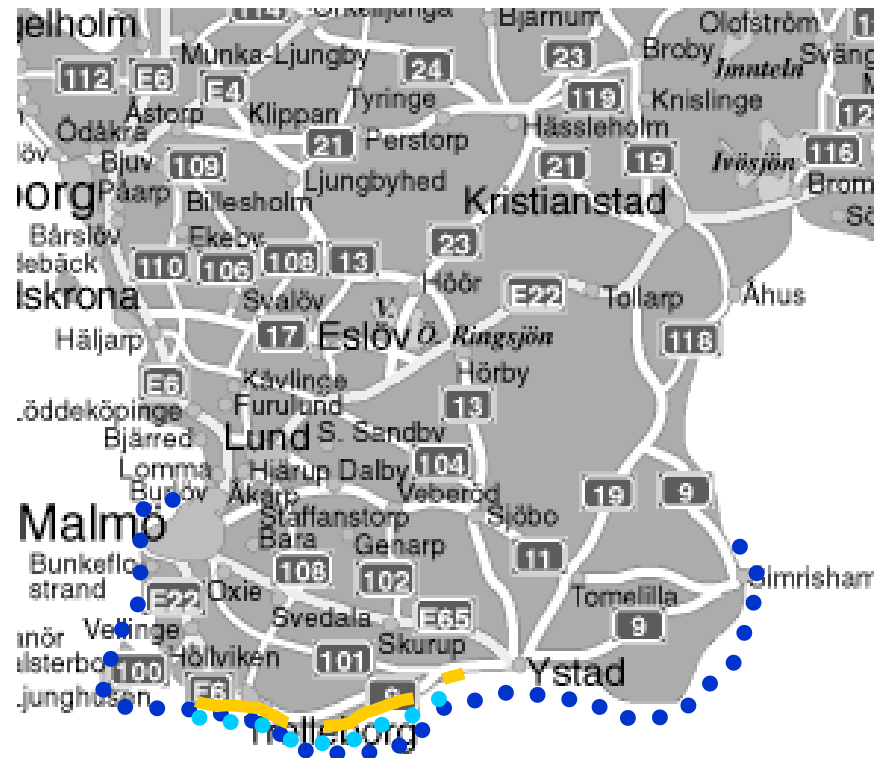 Bjärnum
Olofström
23
Broby
Munka-Ljungby
24
Immeln
112
E6
E4
Tyringe
119
Knislinge
Åstorp
Klippan
Ödåkra
21
Perstorp
Hässleholm
116
Bjuv
109
21
19
Ivösjön
Påarp
Ljungbyhed
Billesholm
Kristianstad
Bårslöv
Ekeby
23
110
106
108
13
Höör
E22
Svalöv
Tollarp
Åhus
V.
Häljarp
17
Eslöv
Ö. Ringsjön
118
E6
Kävlinge
Hörby
Furulund
13
Löddeköpinge
Bjärred
Lund
S. Sandby
Lomma
Hjärup
Dalby
104
Burlöv
Åkarp
Veberöd
19
9
Malmö
Staffanstorp
Sjöbo
Bara
Genarp
11
Bunkeflo
strand
108
102
Simrisham
E22
Oxie
Tomelilla
Svedala
E65
9
Vellinge
Skurup
100
Höllviken
101
Ystad
Ljunghusen
E6
9
Trelleborg